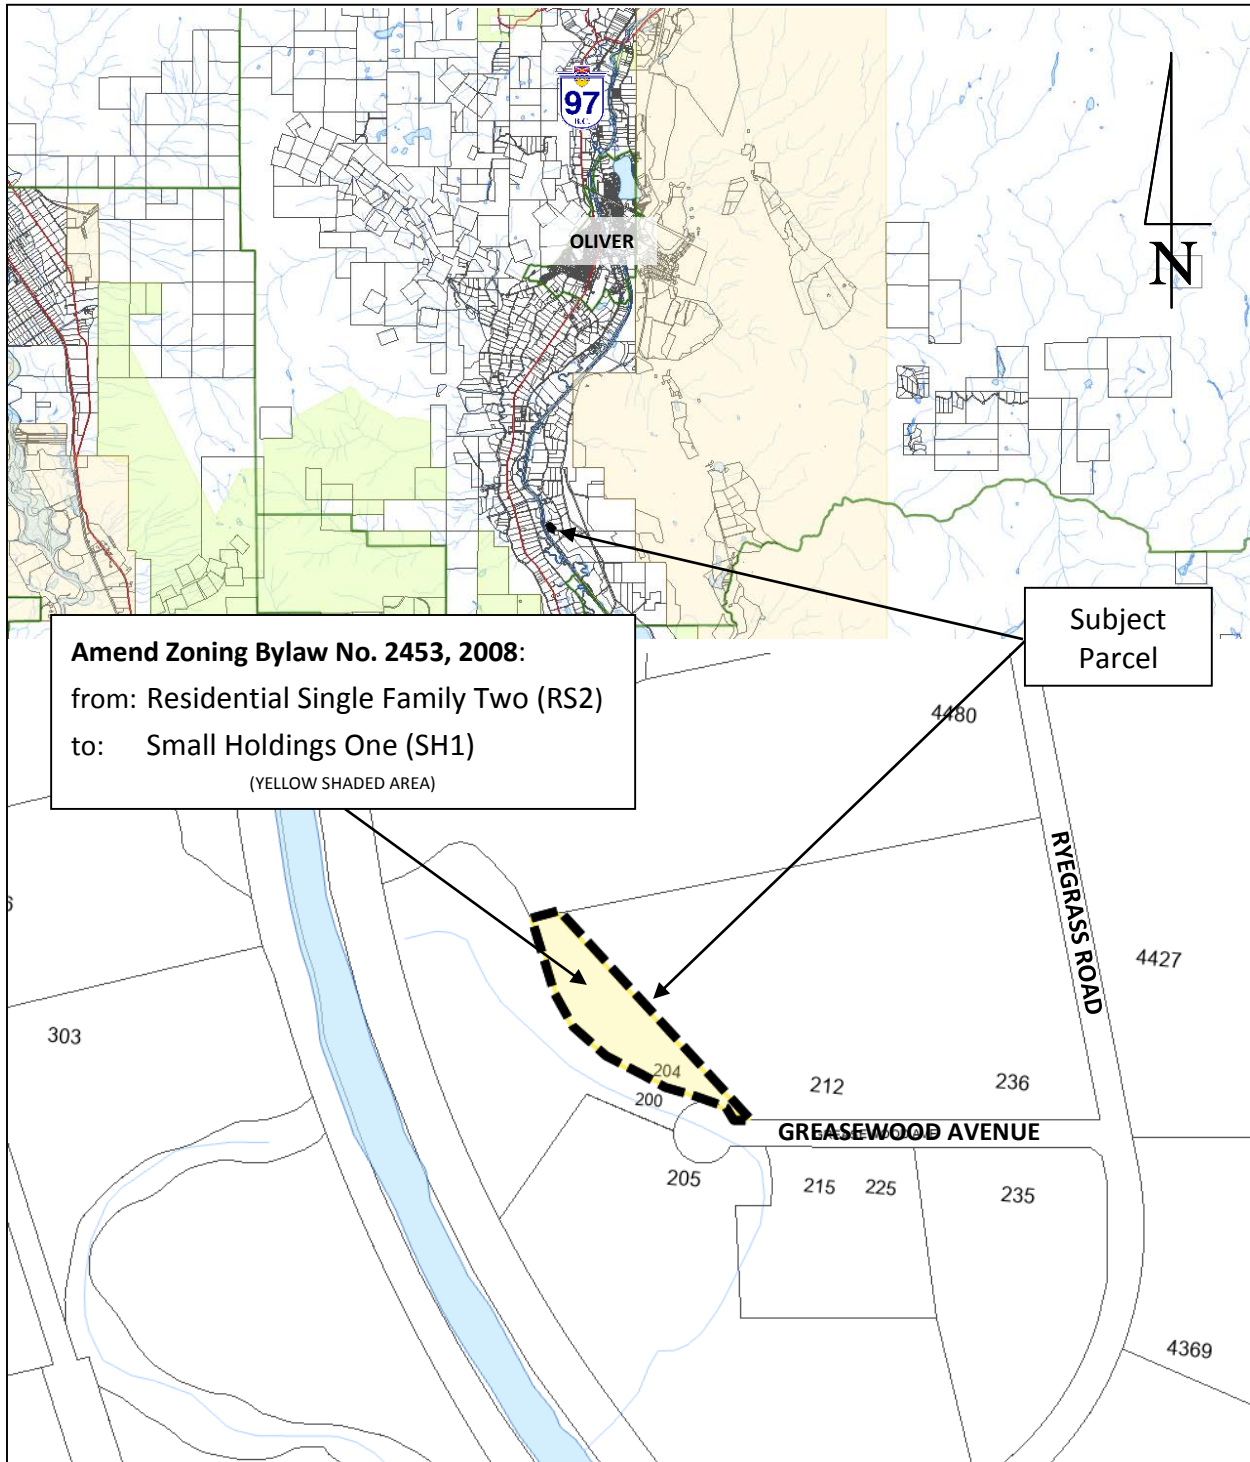 97
B.C.
OLIVER
N
Subject
Parcel
Amend Zoning Bylaw No. 2453, 2008:
from: Residential Single Family Two (RS2)
to: Small Holdings One (SH1)
(YELLOW SHADED AREA)
4480
RYEGRASS ROAD
4427
303
204
200
212
236
GREASEWOOD AVENUE
GREASEWOOD AVE
205
215
225
235
4369